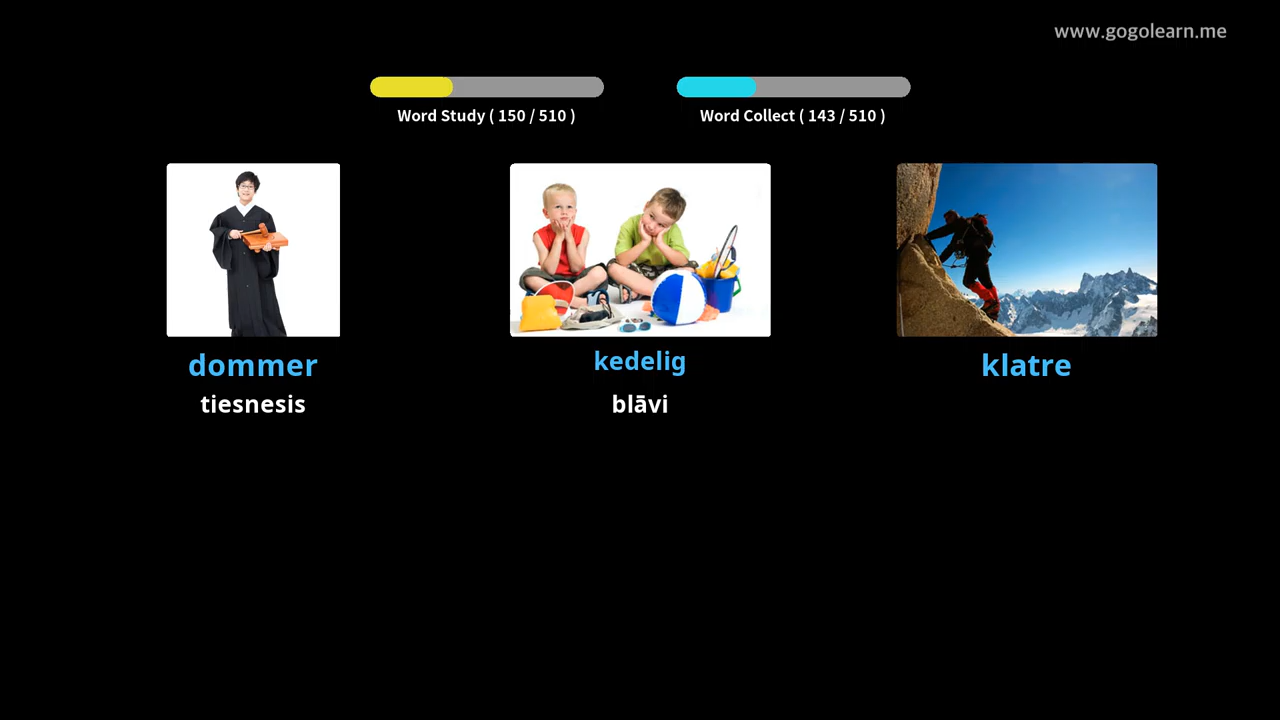 www.gogolearn.me
Word Study ( 150 / 510 )
Word Collect ( 143 / 510 )
dommer
tiesnesis
kedelig
blāvi
klatre